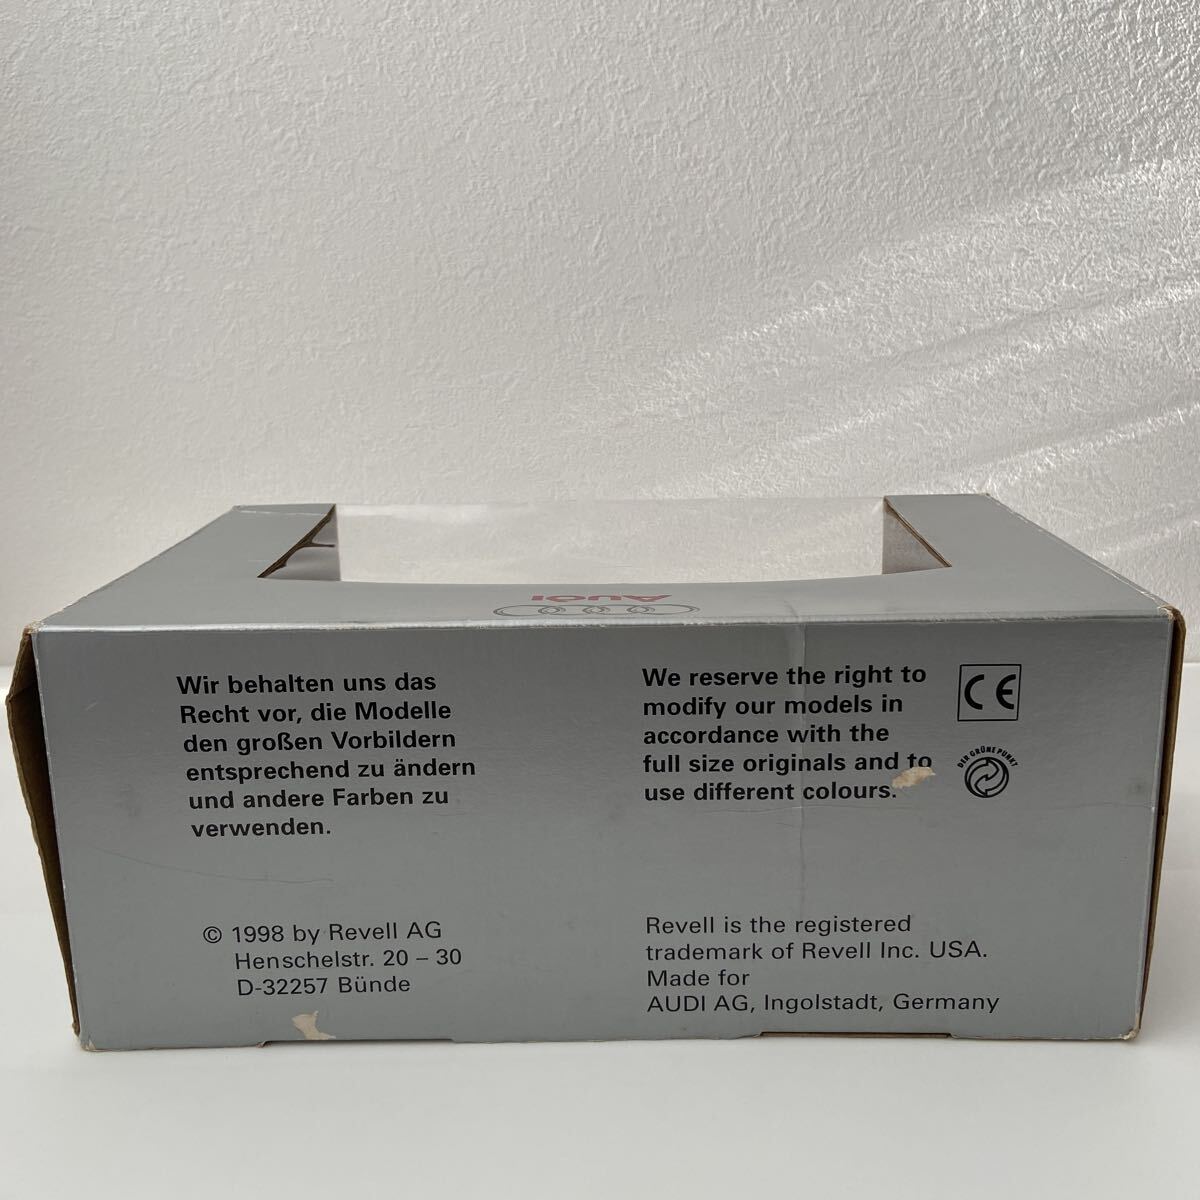 Audi
Wir behalten uns das
Recht vor, die Modelle
den großen Vorbildern
entsprechend zu ändern
und andere Farben zu
verwenden.
We reserve the right to
modify our models in
accordance with the
full size originals and to
use different colours.
CE
DER GRÜNE PUNKT
© 1998 by Revell AG
Henschelstr. 20 – 30
D-32257 Bünde
Revell is the registered
trademark of Revell Inc. USA.
Made for
AUDI AG, Ingolstadt, Germany